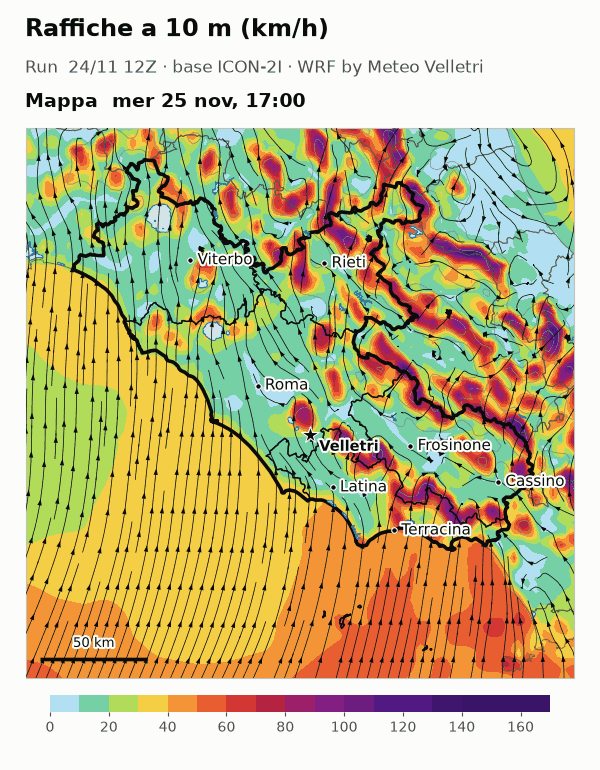 Raffiche a 10 m (km/h)
Run  24/11 12Z · base ICON-2I · WRF by Meteo Velletri
Mappa  mer 25 nov, 17:00
Viterbo
Rieti
Roma
Velletri
Frosinone
Latina
Cassino
Terracina
50 km
0 20 40 60 80 100 120 140 160